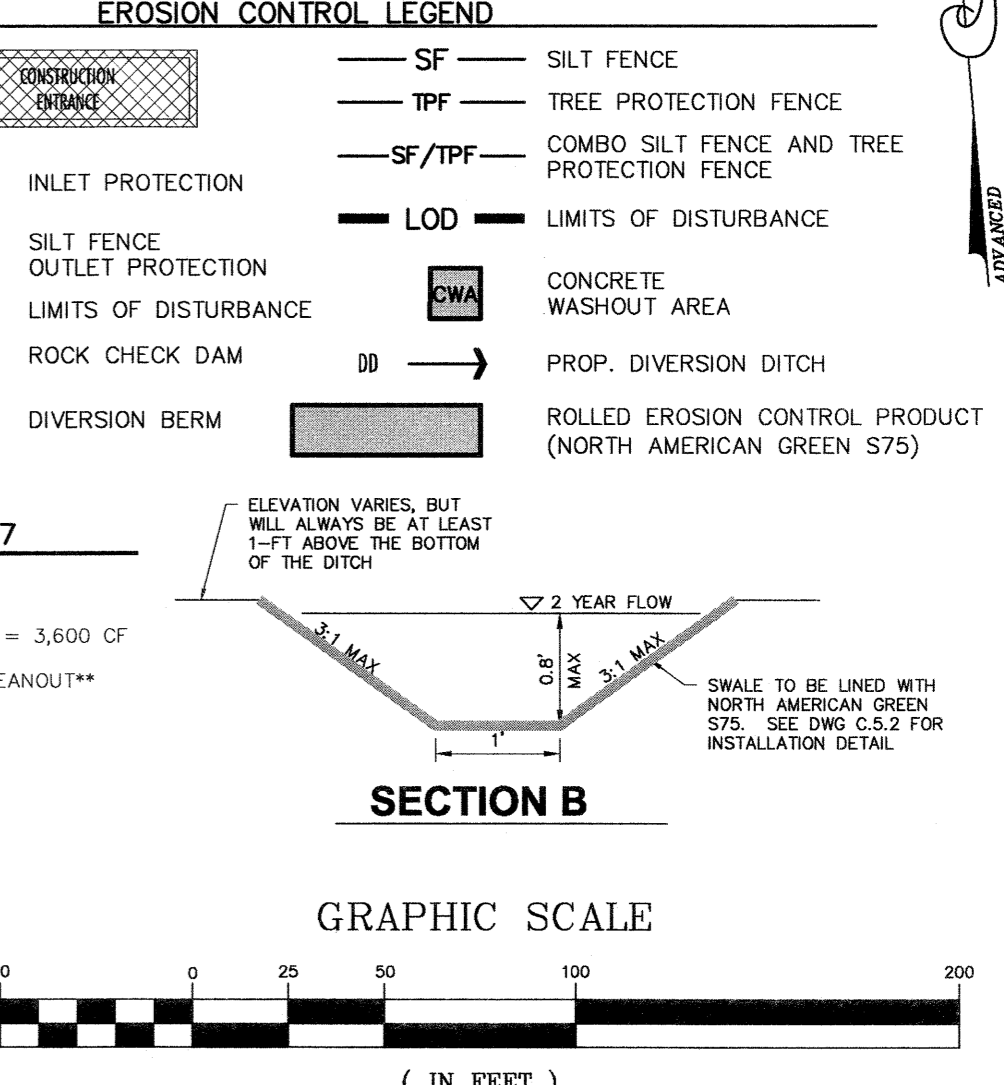 EROSION CONTROL LEGEND
CONSTRUCTION
ENTRANCE
INLET PROTECTION
SILT FENCE
OUTLET PROTECTION
LIMITS OF DISTURBANCE
ROCK CHECK DAM
DIVERSION BERM
SF
SILT FENCE
TPF
TREE PROTECTION FENCE
SF/TPF
COMBO SILT FENCE AND TREE
PROTECTION FENCE
LOD
LIMITS OF DISTURBANCE
CWA
CONCRETE
WASHOUT AREA
DD
PROP. DIVERSION DITCH
ROLLED EROSION CONTROL PRODUCT
(NORTH AMERICAN GREEN S75)
ADVANCED
7
= 3,600 CF
EANOUT**
ELEVATION VARIES, BUT
WILL ALWAYS BE AT LEAST
1-FT ABOVE THE BOTTOM
OF THE DITCH
2 YEAR FLOW
3:1 MAX
0.8'
MAX
3:1 MAX
1'
SWALE TO BE LINED WITH
NORTH AMERICAN GREEN
S75. SEE DWG C.5.2 FOR
INSTALLATION DETAIL
SECTION B
GRAPHIC SCALE
0 0 25 50 100 200
( IN FEET )